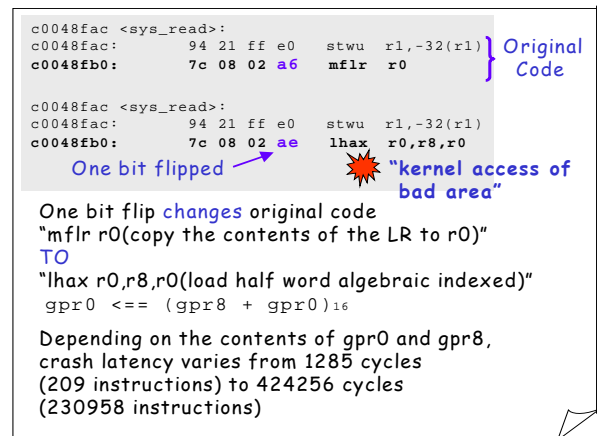 c0048fac <sys_read>:
c0048fac: 94 21 ff e0 stwu r1,-32(r1)
c0048fb0: 7c 08 02 a6 mflr r0
Original
Code
c0048fac <sys_read>:
c0048fac: 94 21 ff e0 stwu r1,-32(r1)
c0048fb0: 7c 08 02 ae lhax r0,r8,r0
One bit flipped
“kernel access of
bad area”
One bit flip changes original code
“mflr r0(copy the contents of the LR to r0)”
TO
“lhax r0,r8,r0(load half word algebraic indexed)”
gpr0 <== (gpr8 + gpr0)16
Depending on the contents of gpr0 and gpr8,
crash latency varies from 1285 cycles
(209 instructions) to 424256 cycles
(230958 instructions)